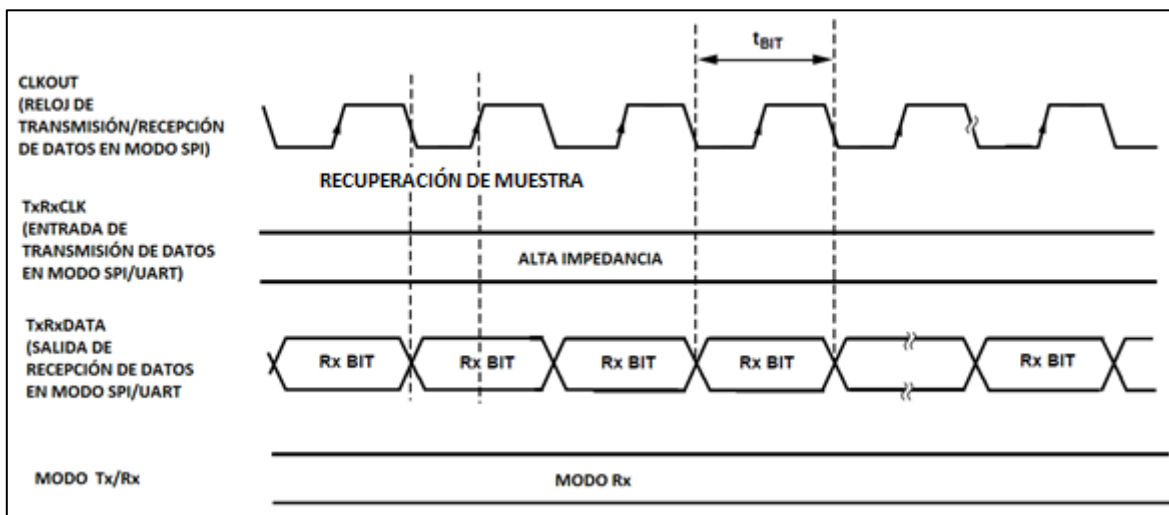 tBIT
CLKOUT
(RELOJ DE
TRANSMISIÓN/RECEPCIÓN
DE DATOS EN MODO SPI)
RECUPERACIÓN DE MUESTRA
TxRxCLK
(ENTRADA DE
TRANSMISIÓN DE DATOS
EN MODO SPI/UART)
ALTA IMPEDANCIA
TxRxDATA
(SALIDA DE
RECEPCIÓN DE DATOS
EN MODO SPI/UART
Rx BIT Rx BIT Rx BIT Rx BIT Rx BIT
MODO Tx/Rx MODO Rx